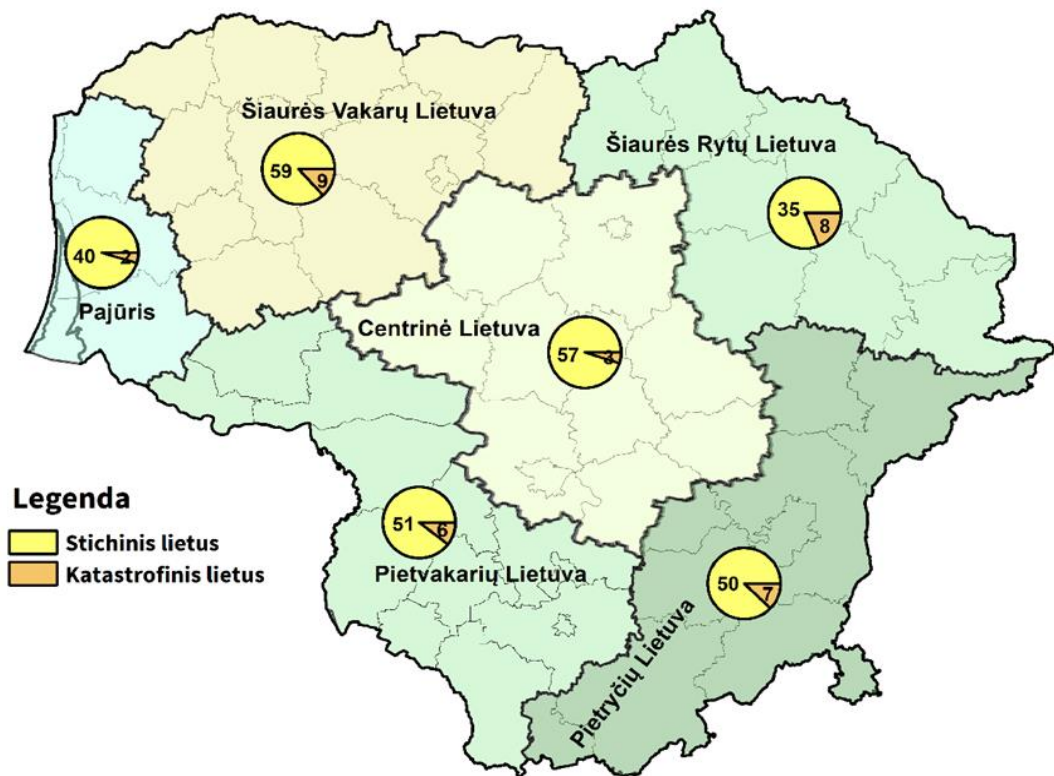 Šiaurės Vakarų Lietuva
59
9
Šiaurės Rytų Lietuva
35
8
40
2
Pajūris
Centrinė Lietuva
57
3
Legenda
Stichinis lietus
Katastrofinis lietus
51
6
Pietvakarių Lietuva
50
7
Pietryčių Lietuva